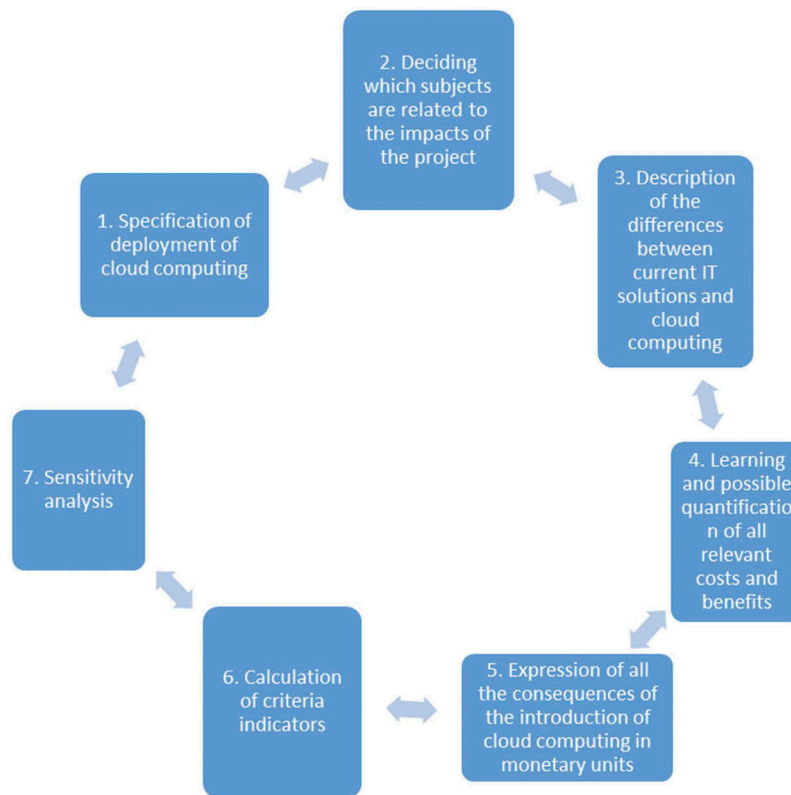 1. Specification of
deployment of
cloud computing
2. Deciding
which subjects
are related to
the impacts of
the project
3. Description
of the
differences
between
current IT
solutions and
cloud
computing
4. Learning
and possible
quantificatio
n of all
relevant
costs and
benefits
5. Expression of all
the consequences of
the introduction of
cloud computing in
monetary units
6. Calculation
of criteria
indicators
7. Sensitivity
analysis